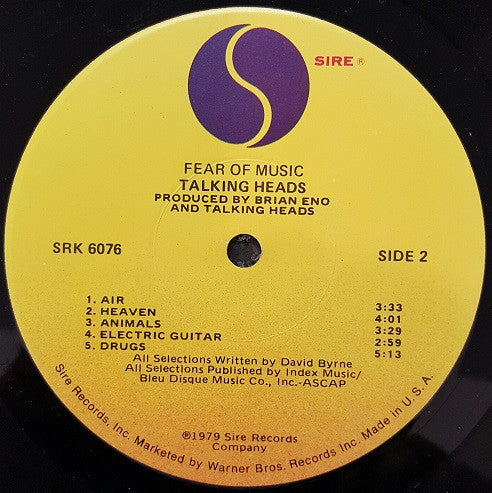 SIRE ®
FEAR OF MUSIC
TALKING HEADS
PRODUCED BY BRIAN ENO
AND TALKING HEADS
SRK 6076
SIDE 2
1. AIR 3:33
2. HEAVEN 4:01
3. ANIMALS 3:29
4. ELECTRIC GUITAR 2:59
5. DRUGS 5:13
All Selections Written by David Byrne
All Selections Published by Index Music/
Bleu Disque Music Co., Inc.-ASCAP
℗1979 Sire Records
Company
Sire Records, Inc. Marketed by Warner Bros. Records Inc. Made in U.S.A.